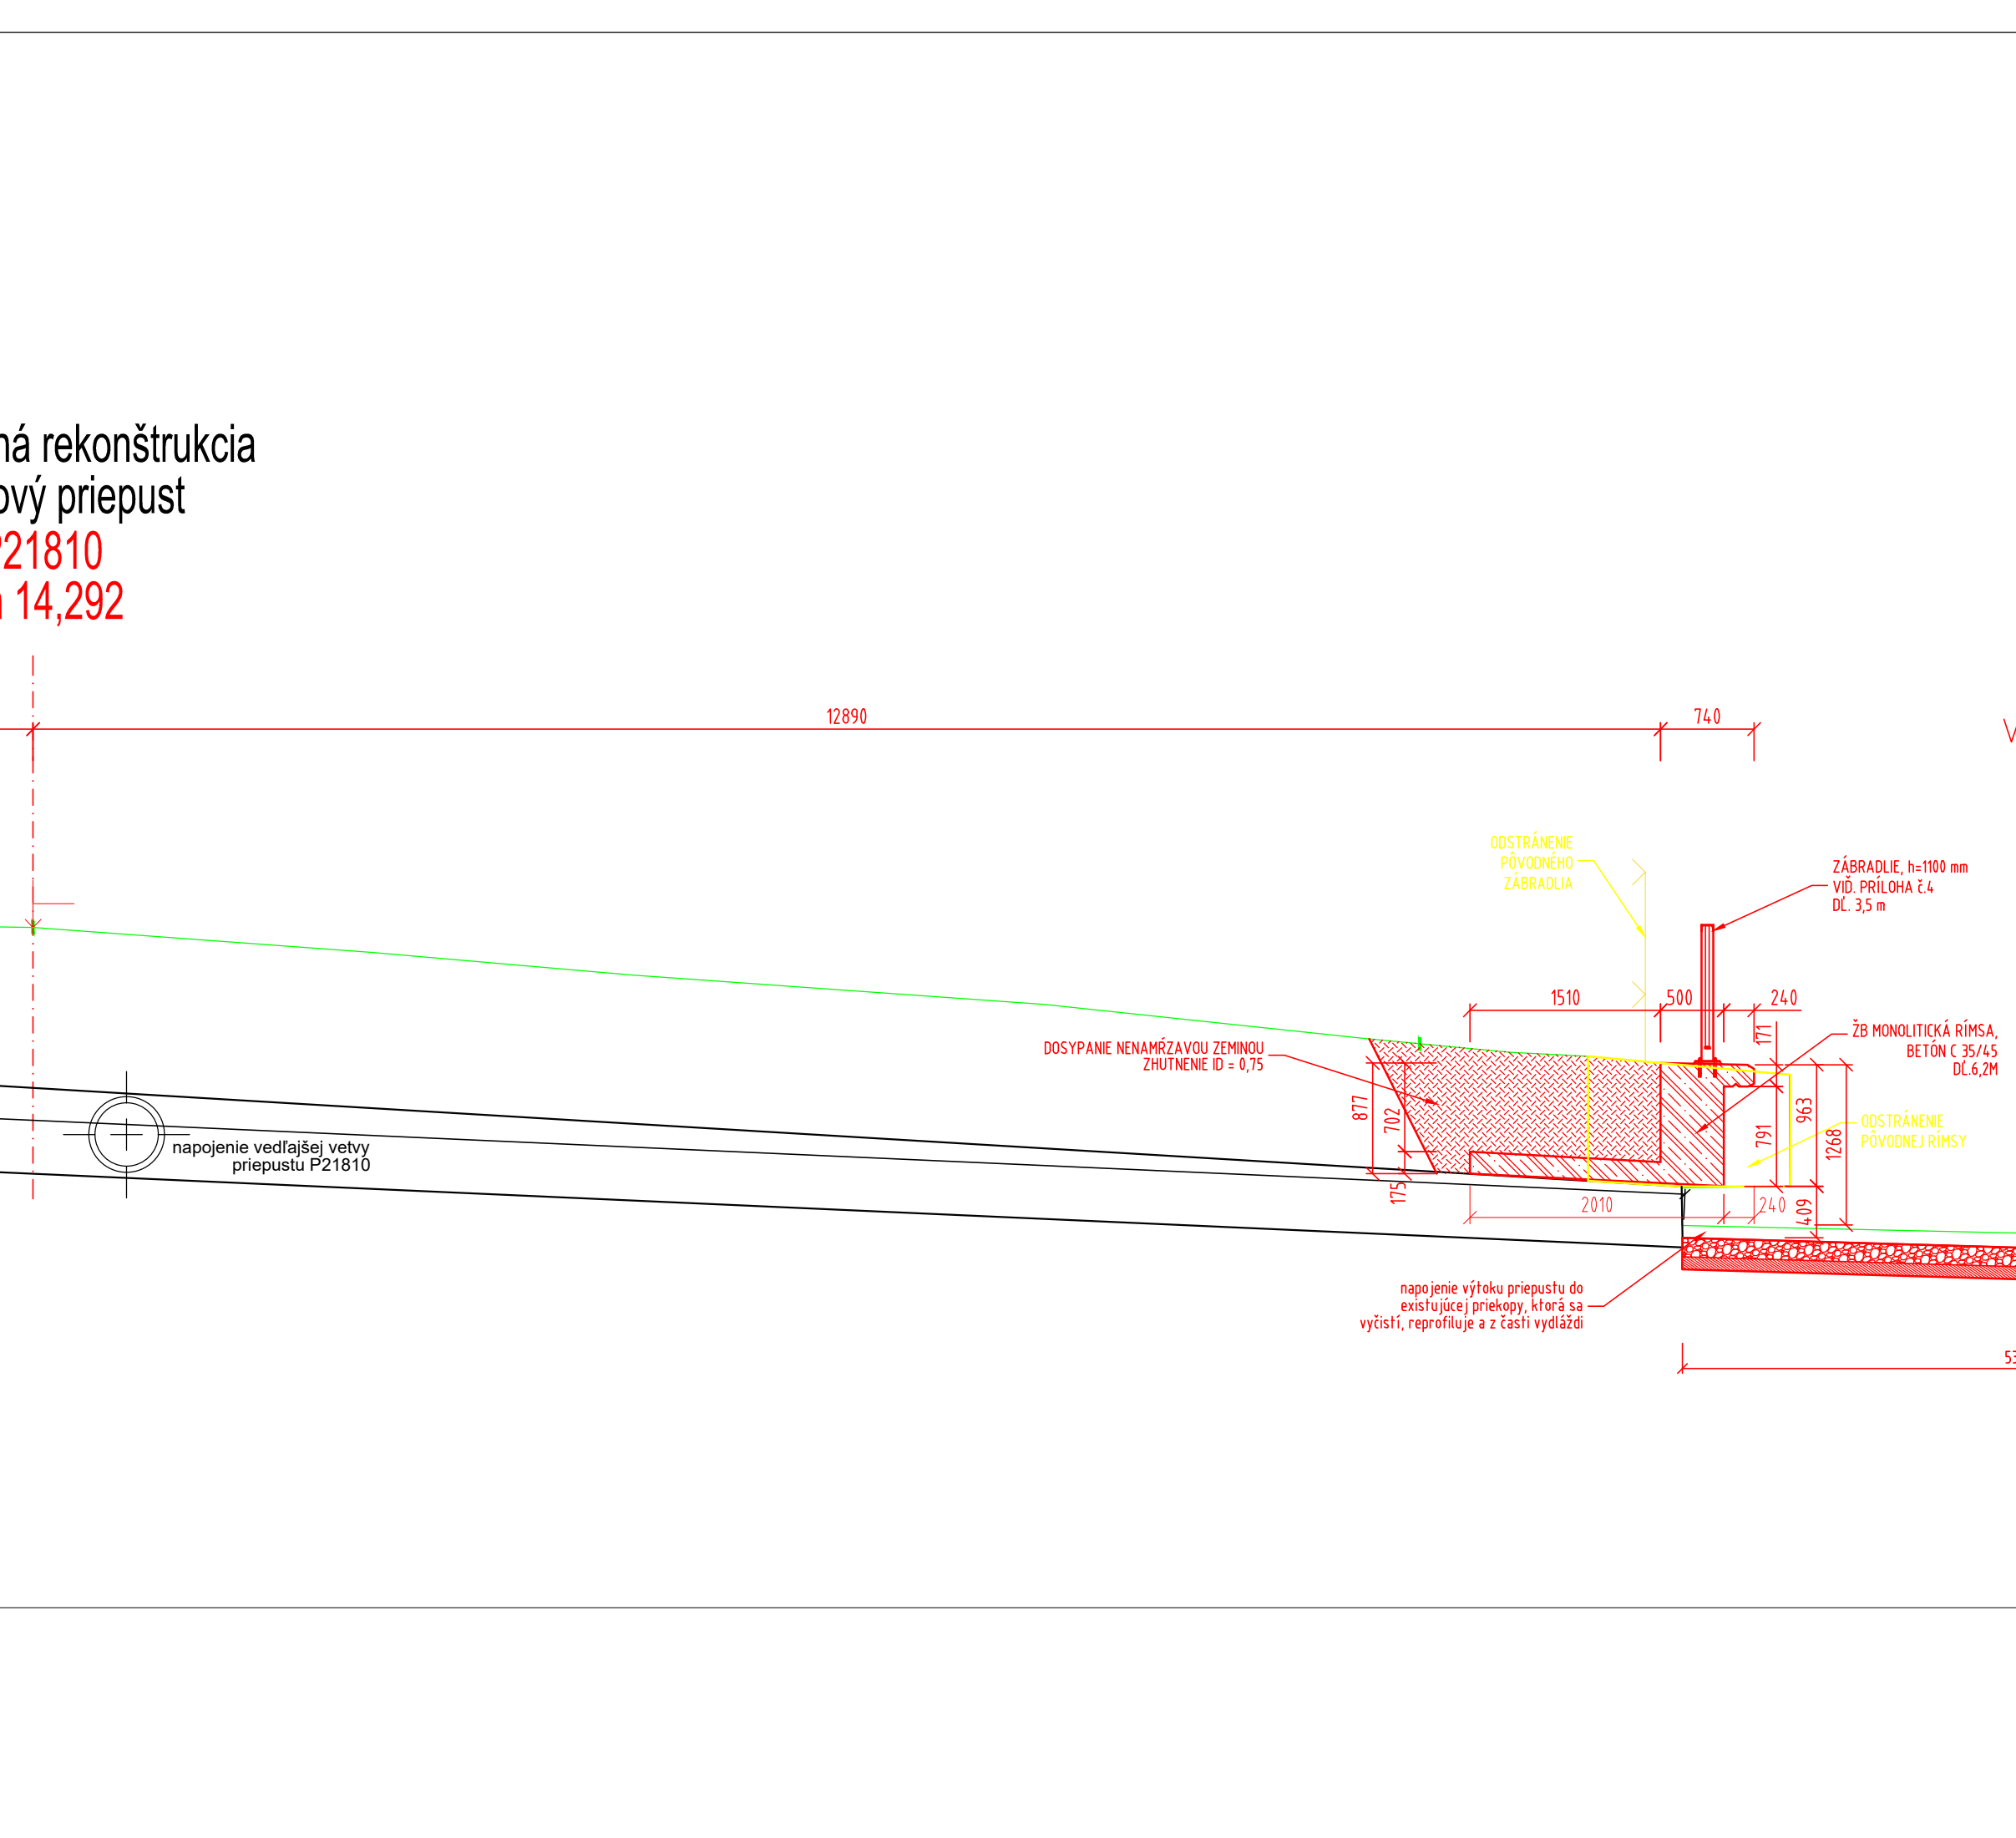 ná rekonštrukcia
ový priepust
P21810
14,292
12890
740
ODSTRÁNENIE
PÔVODNÉHO
ZÁBRADLIA
ZÁBRADLIE, h=1100 mm
VIĎ. PRÍLOHA č.4
DĹ. 3,5 m
1510
500
240
171
ŽB MONOLITICKÁ RÍMSA,
BETÓN C 35/45
DĹ.6,2M
DOSYPANIE NENAMŔZAVOU ZEMINOU
ZHUTNENIE ID = 0,75
877
702
175
791
963
1268
409
ODSTRÁNENIE
PÔVODNEJ RÍMSY
napojenie vedľajšej vetvy
priepustu P21810
2010
240
napojenie výtoku priepustu do
existujúcej priekopy, ktorá sa
vyčistí, reprofiluje a z časti vydláždi
53